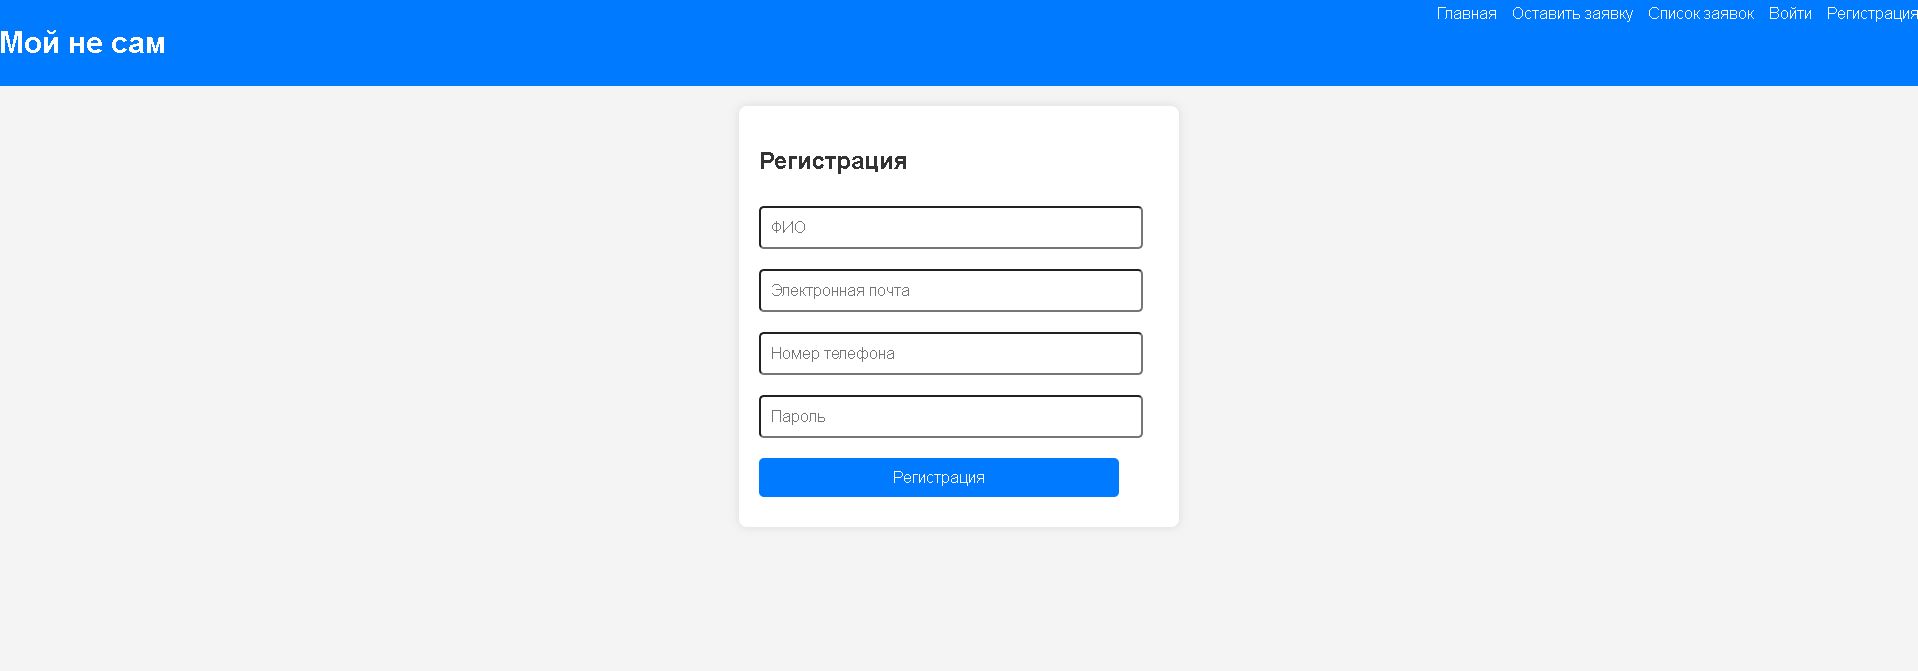 Главная Оставить заявку Список заявок Войти Регистрация
Мой не сам
Регистрация
ФИО
Электронная почта
Номер телефона
Пароль
Регистрация